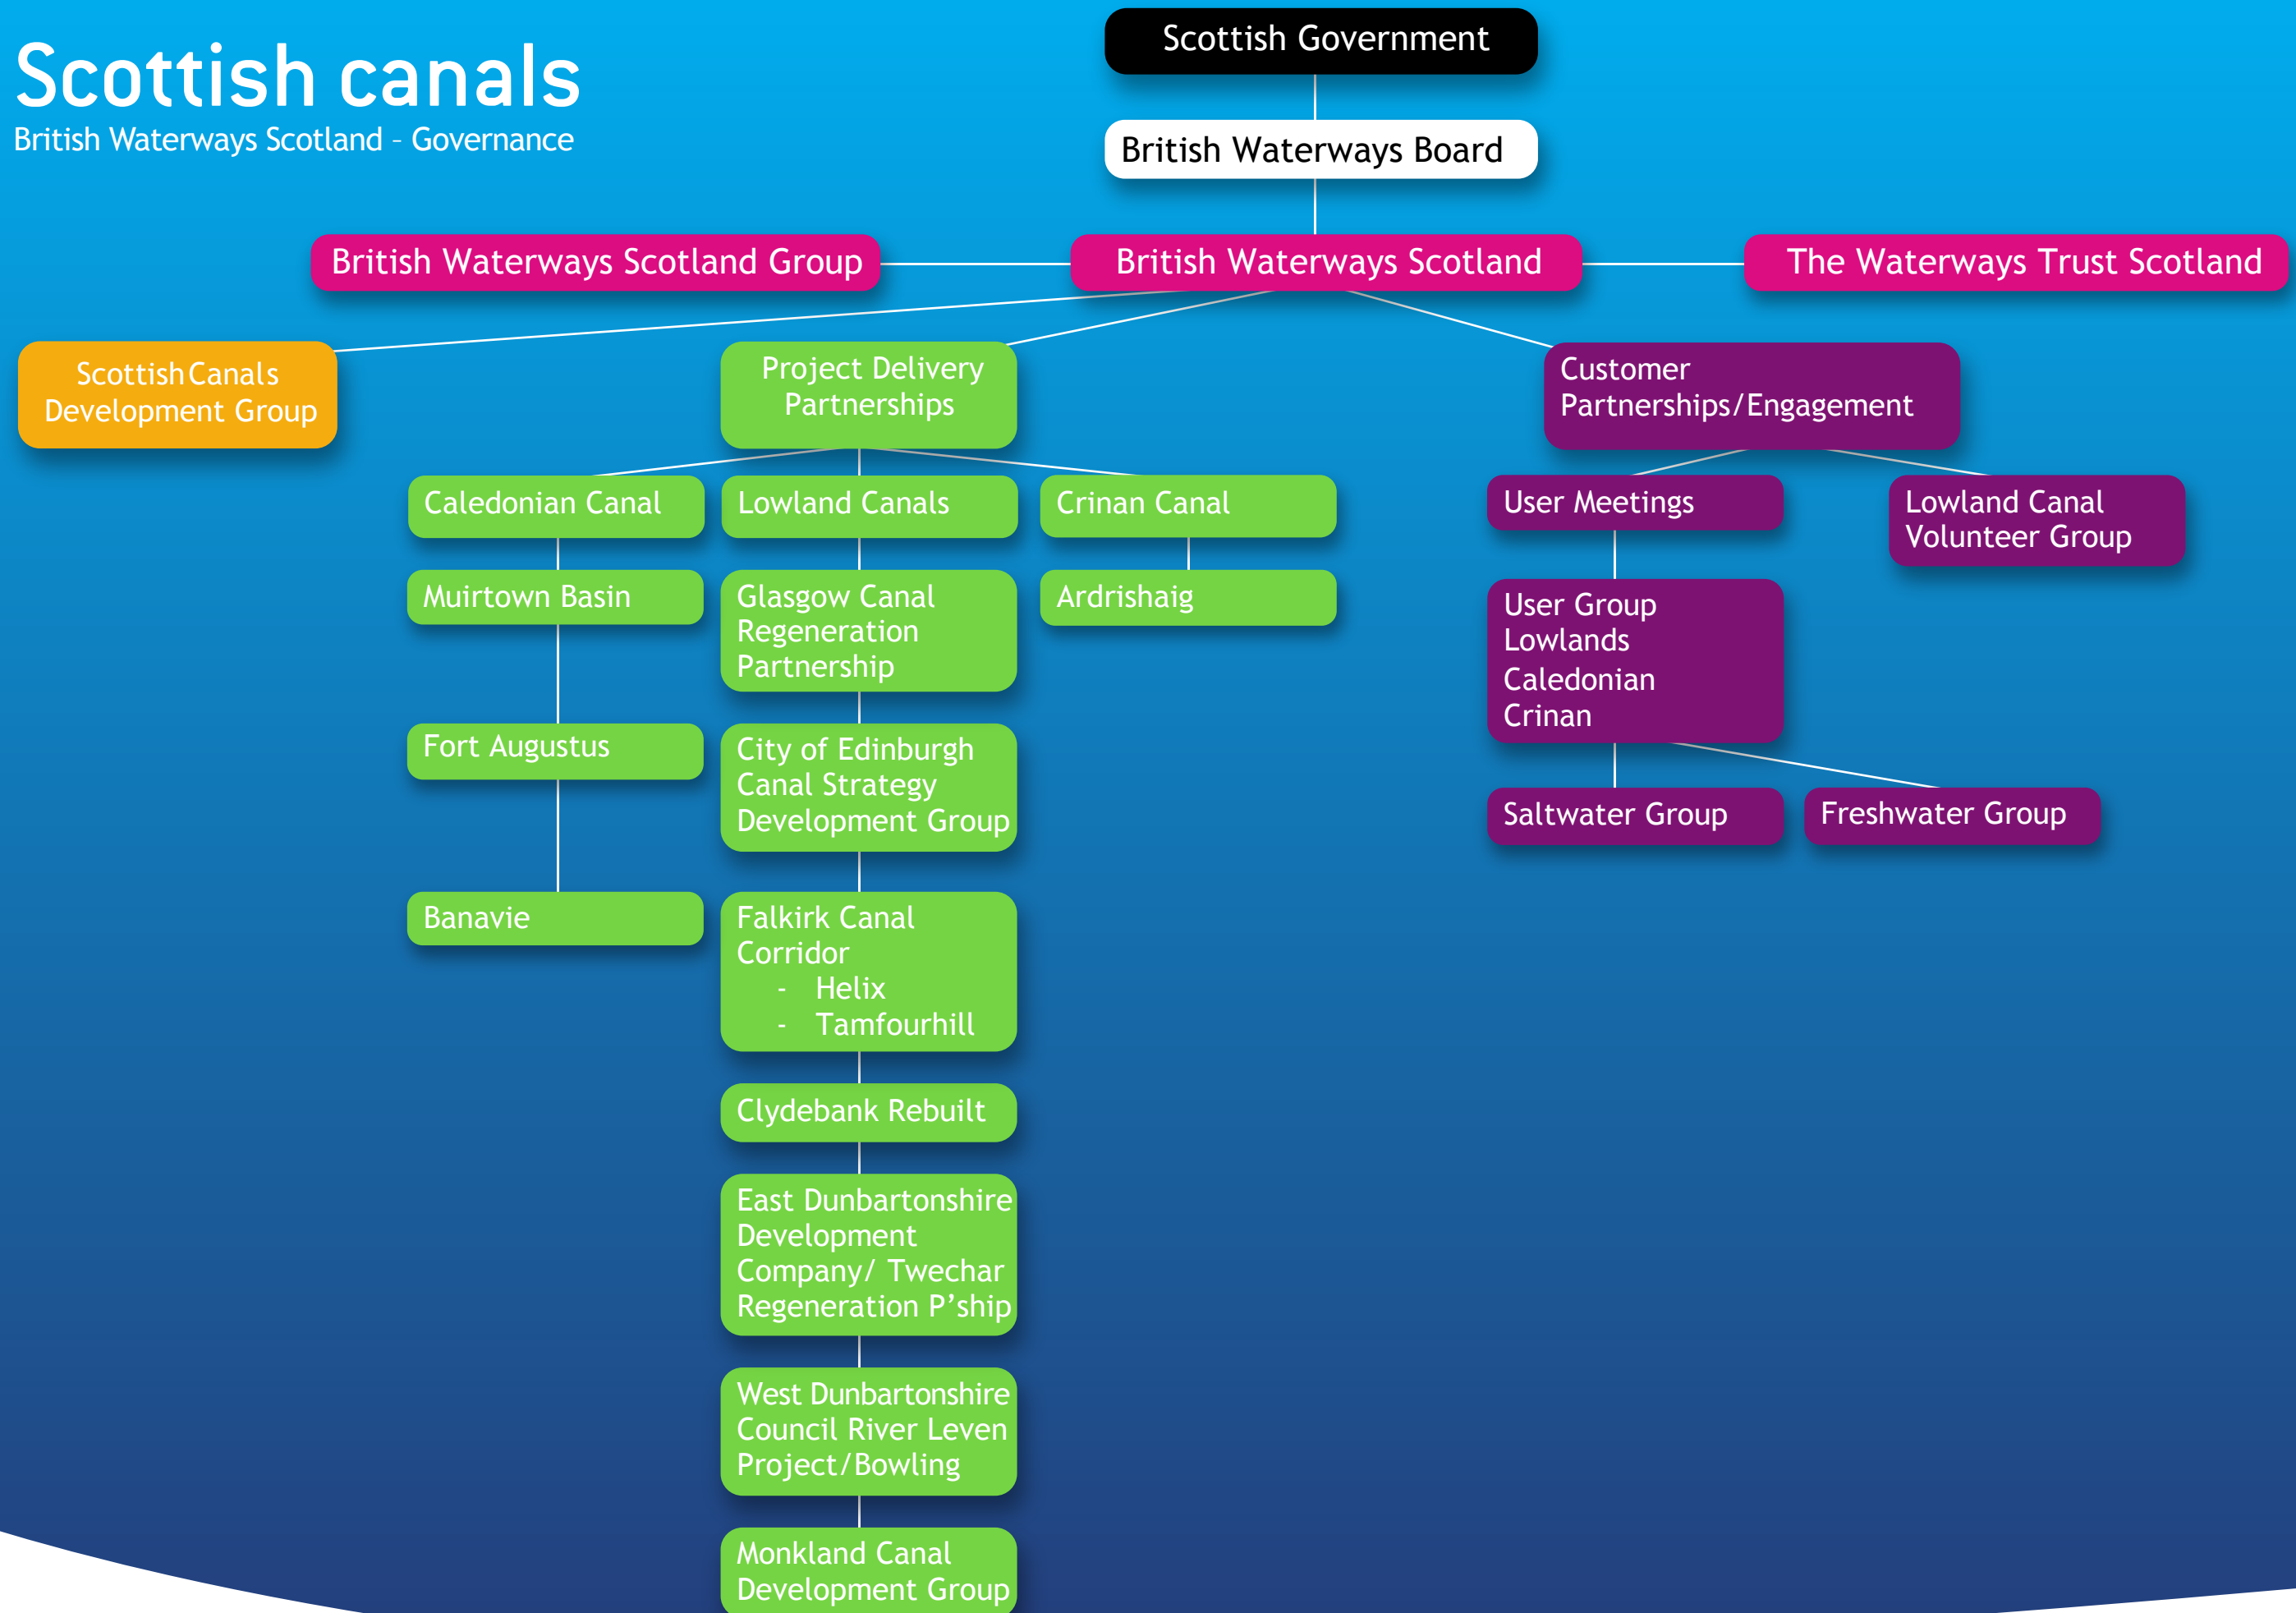 Scottish canals
British Waterways Scotland – Governance
Scottish Government
British Waterways Board
British Waterways Scotland Group
British Waterways Scotland
The Waterways Trust Scotland
Scottish Canals
Development Group
Project Delivery
Partnerships
Customer
Partnerships/Engagement
Caledonian Canal
Lowland Canals
Crinan Canal
User Meetings
Lowland Canal
Volunteer Group
Muirtown Basin
Glasgow Canal
Regeneration
Partnership
Ardrishaig
User Group
Lowlands
Caledonian
Crinan
Fort Augustus
City of Edinburgh
Canal Strategy
Development Group
Saltwater Group
Freshwater Group
Banavie
Falkirk Canal
Corridor
- Helix
- Tamfourhill
Clydebank Rebuilt
East Dunbartonshire
Development
Company/ Twechar
Regeneration P’ship
West Dunbartonshire
Council River Leven
Project/Bowling
Monkland Canal
Development Group